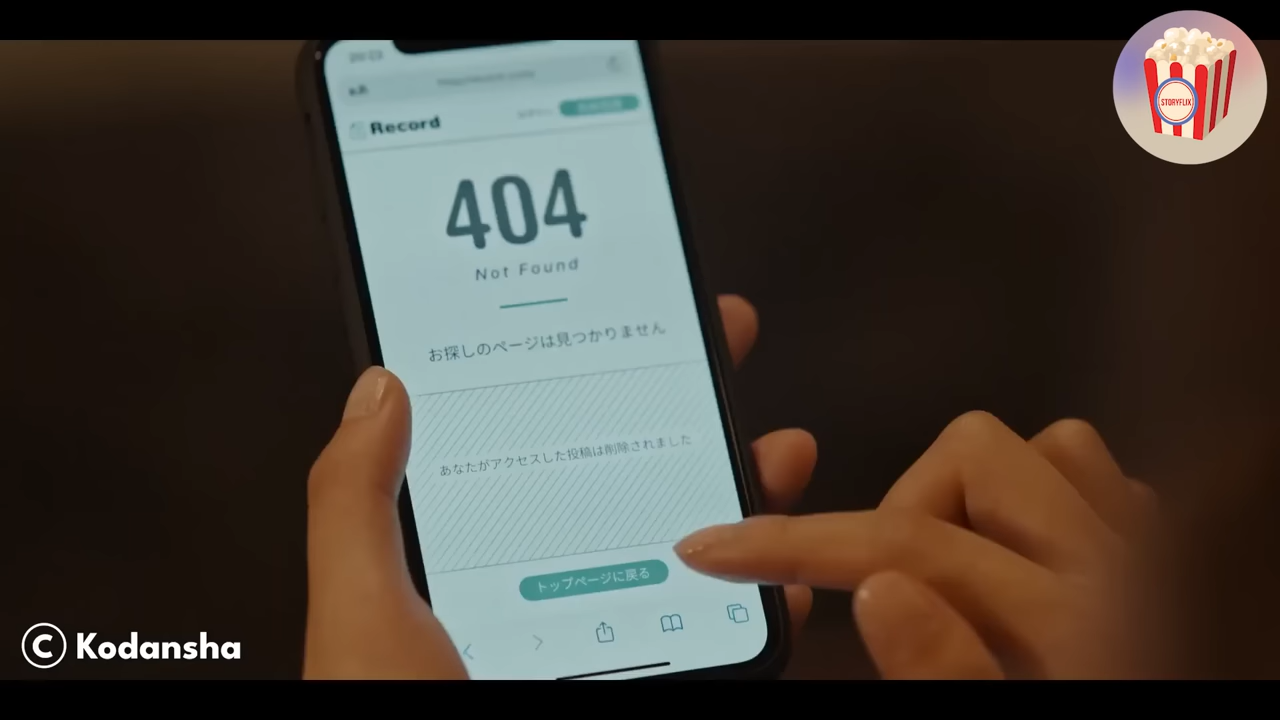 STORYFLIX
Record
404
Not Found
お探しのページは見つかりません
あなたがアクセスした投稿は削除されました
トップページに戻る
© Kodansha